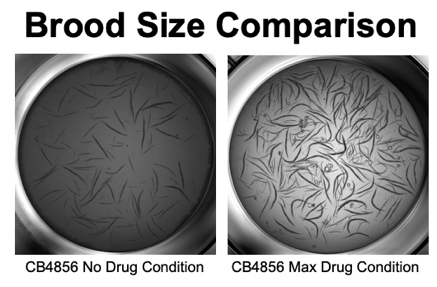 Brood Size Comparison
CB4856 No Drug Condition
CB4856 Max Drug Condition